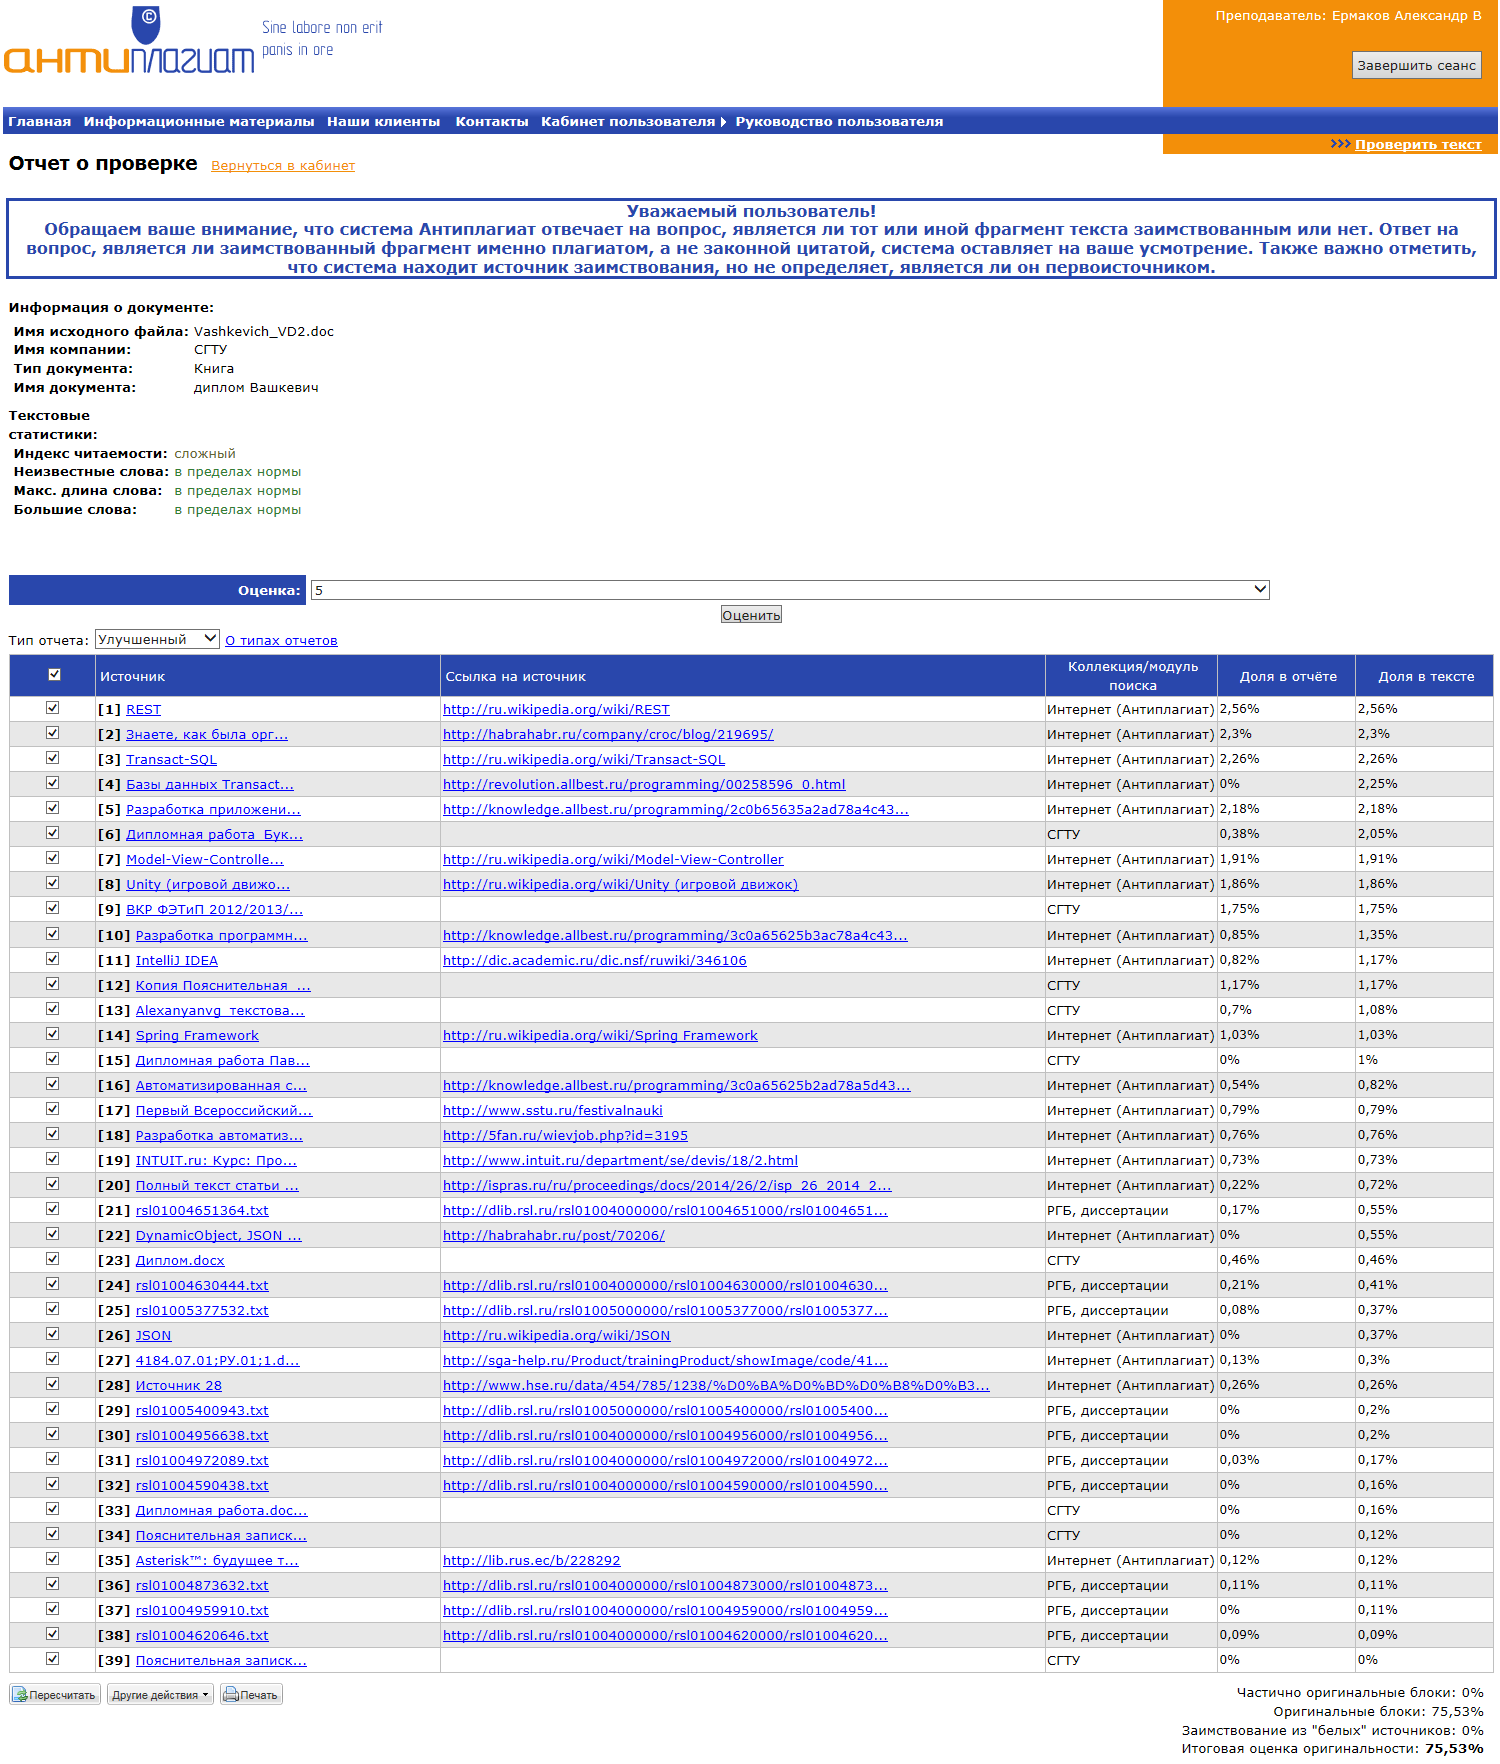 ©
антиплагиат
Sine labore non erit
panis in ore
Преподаватель: Ермаков Александр В
Завершить сеанс
Главная Информационные материалы Наши клиенты Контакты Кабинет пользователя Руководство пользователя
>>> Проверить текст
Отчет о проверке Вернуться в кабинет
Уважаемый пользователь!
Обращаем ваше внимание, что система Антиплагиат отвечает на вопрос, является ли тот или иной фрагмент текста заимствованным или нет. Ответ на
вопрос, является ли заимствованный фрагмент именно плагиатом, а не законной цитатой, система оставляет на ваше усмотрение. Также важно отметить,
что система находит источник заимствования, но не определяет, является ли он первоисточником.
Информация о документе:
Имя исходного файла: Vashkevich_VD2.doc
Имя компании: СГТУ
Тип документа: Книга
Имя документа: диплом Вашкевич
Текстовые
статистики:
Индекс читаемости: сложный
Неизвестные слова: в пределах нормы
Макс. длина слова: в пределах нормы
Большие слова: в пределах нормы
Оценка: 5
Оценить
Тип отчета: Улучшенный О типах отчетов
Источник Ссылка на источник Коллекция/модуль поиска Доля в отчёте Доля в тексте
[1] REST http://ru.wikipedia.org/wiki/REST Интернет (Антиплагиат) 2,56% 2,56%
[2] Знаете, как была орг... http://habrahabr.ru/company/croc/blog/219695/ Интернет (Антиплагиат) 2,3% 2,3%
[3] Transact-SQL http://ru.wikipedia.org/wiki/Transact-SQL Интернет (Антиплагиат) 2,26% 2,26%
[4] Базы данных Transact... http://revolution.allbest.ru/programming/00258596_0.html Интернет (Антиплагиат) 0% 2,25%
[5] Разработка приложени... http://knowledge.allbest.ru/programming/2c0b65635a2ad78a4c43... Интернет (Антиплагиат) 2,18% 2,18%
[6] Дипломная работа_Бук... СГТУ 0,38% 2,05%
[7] Model-View-Controlle... http://ru.wikipedia.org/wiki/Model-View-Controller Интернет (Антиплагиат) 1,91% 1,91%
[8] Unity (игровой движо... http://ru.wikipedia.org/wiki/Unity (игровой движок) Интернет (Антиплагиат) 1,86% 1,86%
[9] ВКР ФЭТиП 2012/2013/... СГТУ 1,75% 1,75%
[10] Разработка программн... http://knowledge.allbest.ru/programming/3c0a65625b3ac78a4c43... Интернет (Антиплагиат) 0,85% 1,35%
[11] IntelliJ IDEA http://dic.academic.ru/dic.nsf/ruwiki/346106 Интернет (Антиплагиат) 0,82% 1,17%
[12] Копия Пояснительная_... СГТУ 1,17% 1,17%
[13] Alexanyanvg_текстова... СГТУ 0,7% 1,08%
[14] Spring Framework http://ru.wikipedia.org/wiki/Spring Framework Интернет (Антиплагиат) 1,03% 1,03%
[15] Дипломная работа Пав... СГТУ 0% 1%
[16] Автоматизированная с... http://knowledge.allbest.ru/programming/3c0a65625b2ad78a5d43... Интернет (Антиплагиат) 0,54% 0,82%
[17] Первый Всероссийский... http://www.sstu.ru/festivalnauki Интернет (Антиплагиат) 0,79% 0,79%
[18] Разработка автоматиз... http://5fan.ru/wievjob.php?id=3195 Интернет (Антиплагиат) 0,76% 0,76%
[19] INTUIT.ru: Курс: Про... http://www.intuit.ru/department/se/devis/18/2.html Интернет (Антиплагиат) 0,73% 0,73%
[20] Полный текст статьи ... http://ispras.ru/ru/proceedings/docs/2014/26/2/isp_26_2014_2... Интернет (Антиплагиат) 0,22% 0,72%
[21] rsl01004651364.txt http://dlib.rsl.ru/rsl01004000000/rsl01004651000/rsl01004651... РГБ, диссертации 0,17% 0,55%
[22] DynamicObject, JSON ... http://habrahabr.ru/post/70206/ Интернет (Антиплагиат) 0% 0,55%
[23] Диплом.docx СГТУ 0,46% 0,46%
[24] rsl01004630444.txt http://dlib.rsl.ru/rsl01004000000/rsl01004630000/rsl01004630... РГБ, диссертации 0,21% 0,41%
[25] rsl01005377532.txt http://dlib.rsl.ru/rsl01005000000/rsl01005377000/rsl01005377... РГБ, диссертации 0,08% 0,37%
[26] JSON http://ru.wikipedia.org/wiki/JSON Интернет (Антиплагиат) 0% 0,37%
[27] 4184.07.01;РУ.01;1.d... http://sga-help.ru/Product/trainingProduct/showImage/code/41... Интернет (Антиплагиат) 0,13% 0,3%
[28] Источник 28 http://www.hse.ru/data/454/785/1238/%D0%BA%D0%BD%D0%B8%D0%B3... Интернет (Антиплагиат) 0,26% 0,26%
[29] rsl01005400943.txt http://dlib.rsl.ru/rsl01005000000/rsl01005400000/rsl01005400... РГБ, диссертации 0% 0,2%
[30] rsl01004956638.txt http://dlib.rsl.ru/rsl01004000000/rsl01004956000/rsl01004956... РГБ, диссертации 0% 0,2%
[31] rsl01004972089.txt http://dlib.rsl.ru/rsl01004000000/rsl01004972000/rsl01004972... РГБ, диссертации 0,03% 0,17%
[32] rsl01004590438.txt http://dlib.rsl.ru/rsl01004000000/rsl01004590000/rsl01004590... РГБ, диссертации 0% 0,16%
[33] Дипломная работа.doc... СГТУ 0% 0,16%
[34] Пояснительная записк... СГТУ 0% 0,12%
[35] Asterisk™: будущее т... http://lib.rus.ec/b/228292 Интернет (Антиплагиат) 0,12% 0,12%
[36] rsl01004873632.txt http://dlib.rsl.ru/rsl01004000000/rsl01004873000/rsl01004873... РГБ, диссертации 0,11% 0,11%
[37] rsl01004959910.txt http://dlib.rsl.ru/rsl01004000000/rsl01004959000/rsl01004959... РГБ, диссертации 0% 0,11%
[38] rsl01004620646.txt http://dlib.rsl.ru/rsl01004000000/rsl01004620000/rsl01004620... РГБ, диссертации 0,09% 0,09%
[39] Пояснительная записк... СГТУ 0% 0%
Пересчитать Другие действия Печать
Частично оригинальные блоки: 0%
Оригинальные блоки: 75,53%
Заимствование из "белых" источников: 0%
Итоговая оценка оригинальности: 75,53%